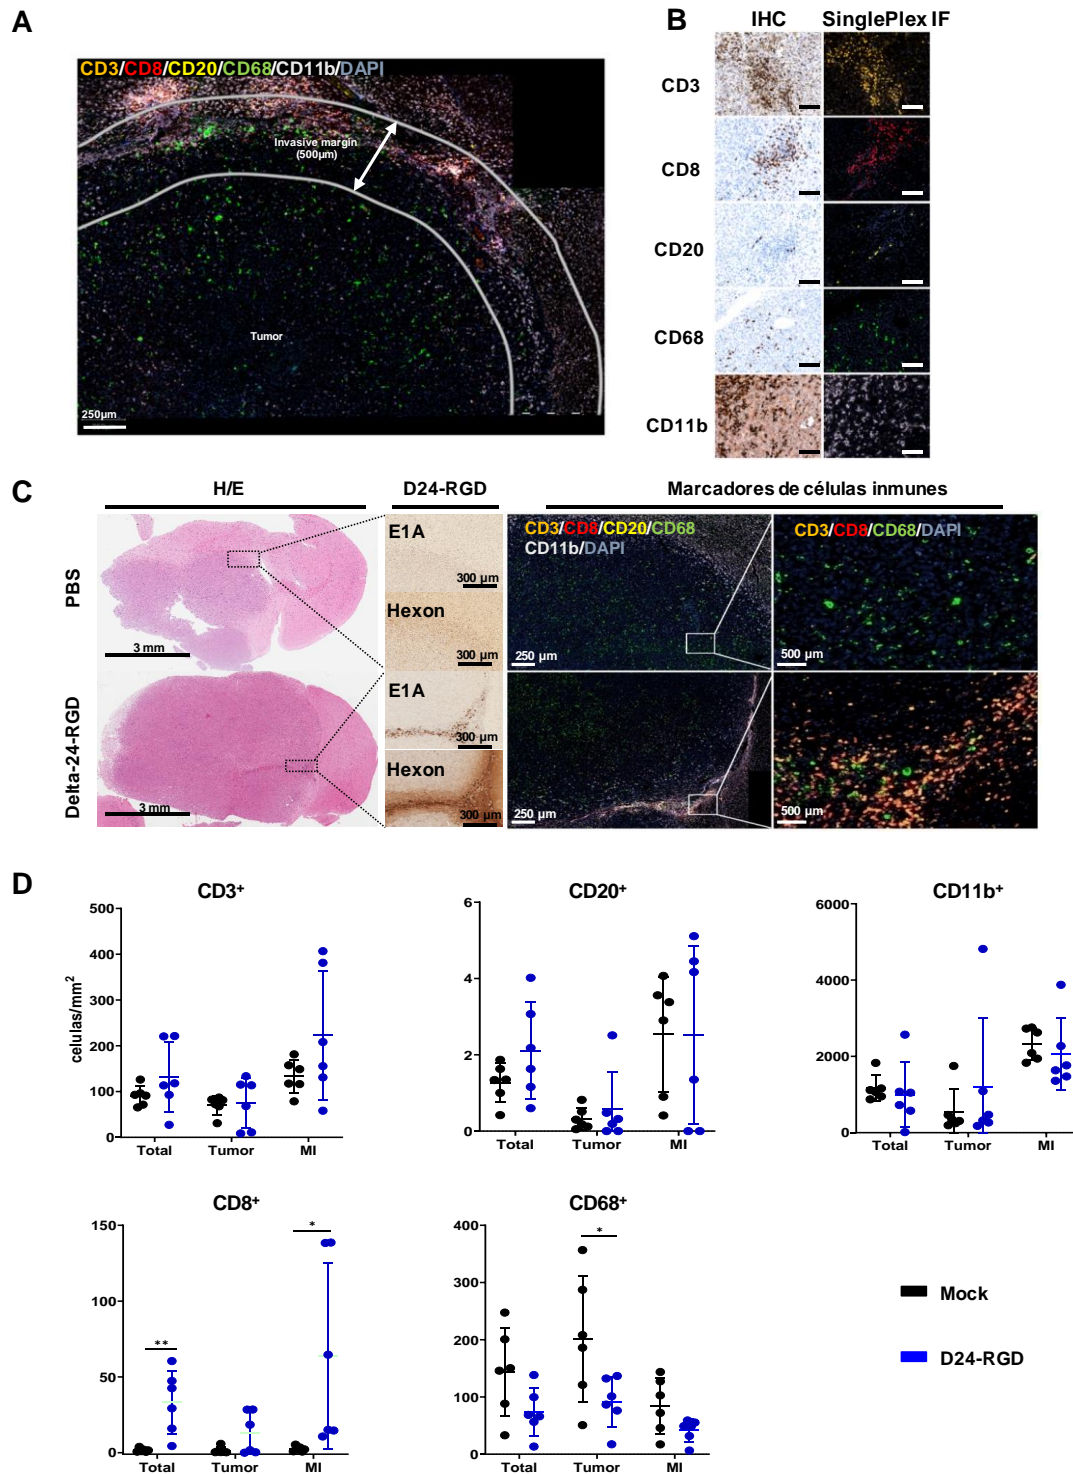 A
CD3/CD8/CD20/CD68/CD11b/DAPI
Invasive margin
(500µm)
Tumor
250µm
B
IHC
SinglePlex IF
CD3
CD8
CD20
CD68
CD11b
C
H/E
D24-RGD
Marcadores de células inmunes
PBS
3 mm
E1A
300 µm
Hexon
300 µm
CD3/CD8/CD20/CD68
CD11b/DAPI
250 µm
CD3/CD8/CD68/DAPI
500 µm
Delta-24-RGD
3 mm
E1A
300 µm
Hexon
300 µm
250 µm
500 µm
D
CD3+
celulas/mm2
500
400
300
200
100
0
Total
Tumor
MI
CD20+
6
4
2
0
Total
Tumor
MI
CD11b+
6000
4000
2000
0
Total
Tumor
MI
CD8+
150
100
50
0
**
*
Total
Tumor
MI
CD68+
400
300
200
100
0
*
Total
Tumor
MI
Mock
D24-RGD